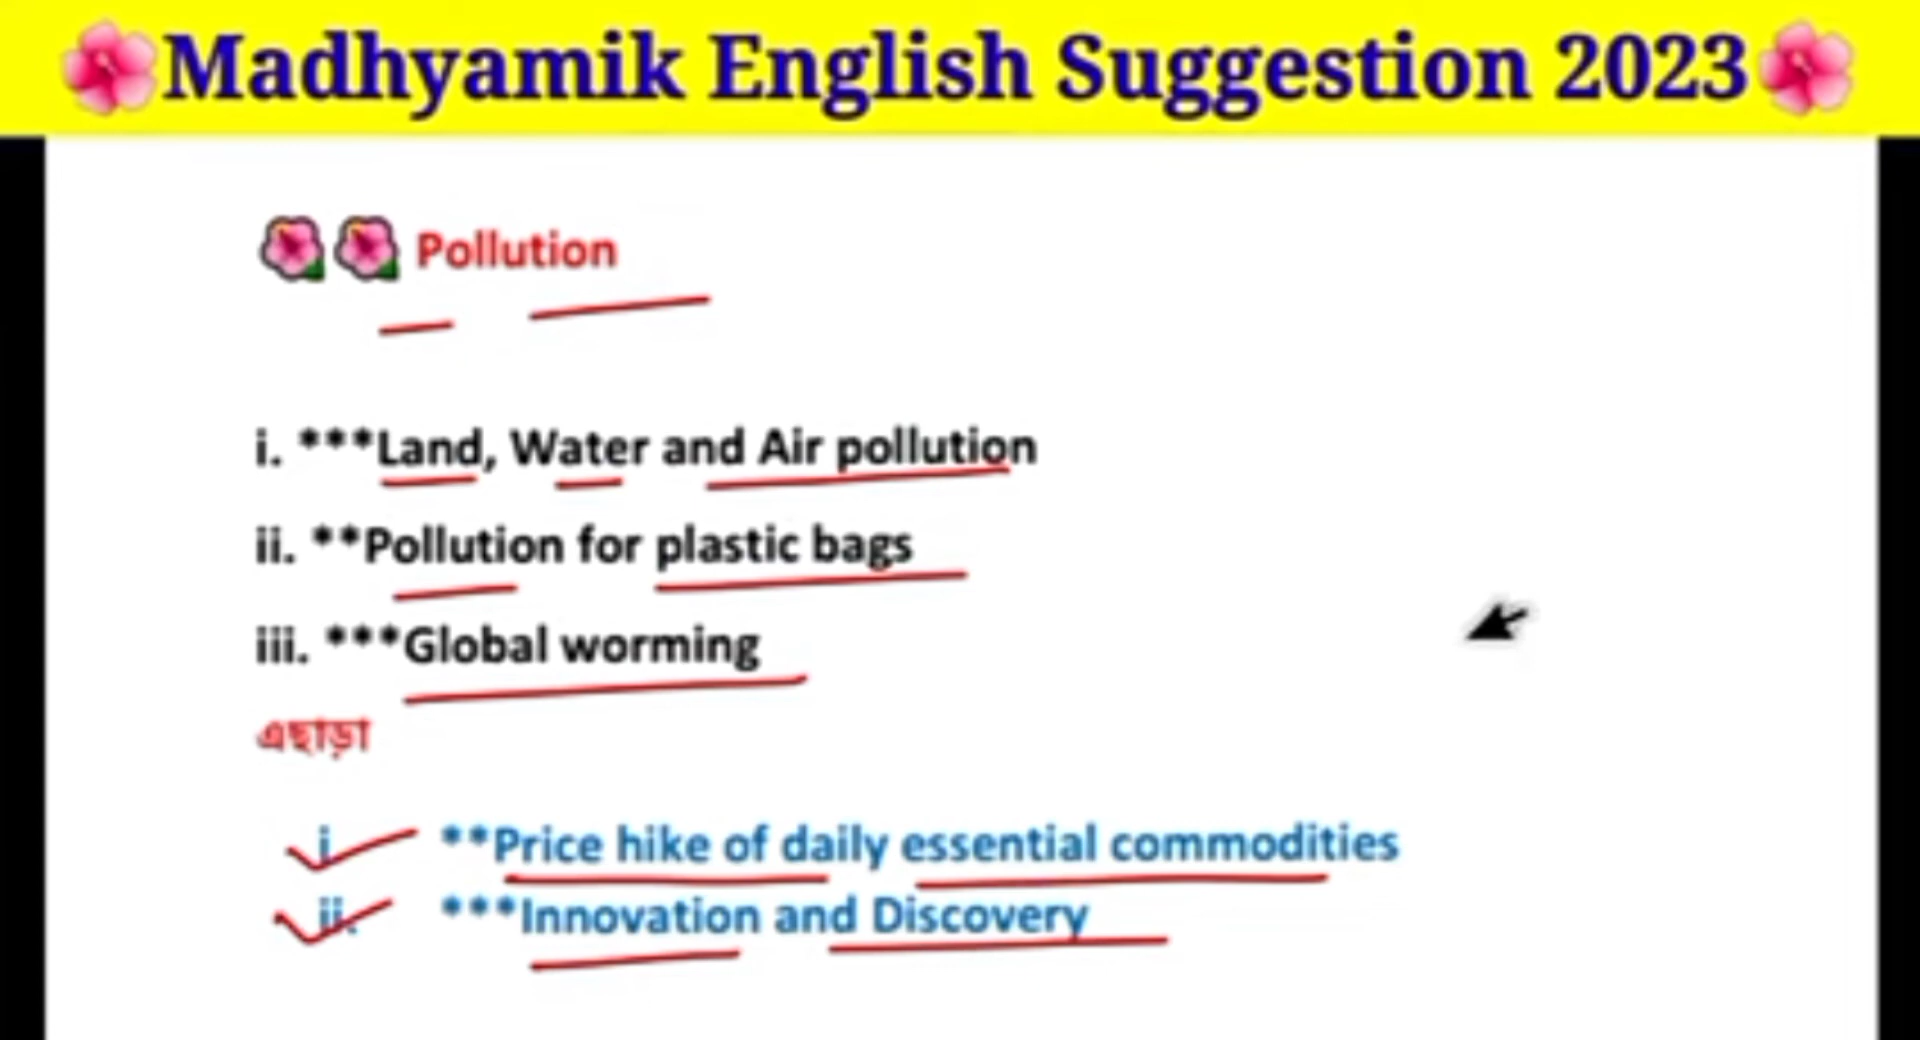 Madhyamik English Suggestion 2023
Pollution
i. ***Land, Water and Air pollution
ii. **Pollution for plastic bags
iii. ***Global worming
এছাড়া
i **Price hike of daily essential commodities
ii. ***Innovation and Discovery